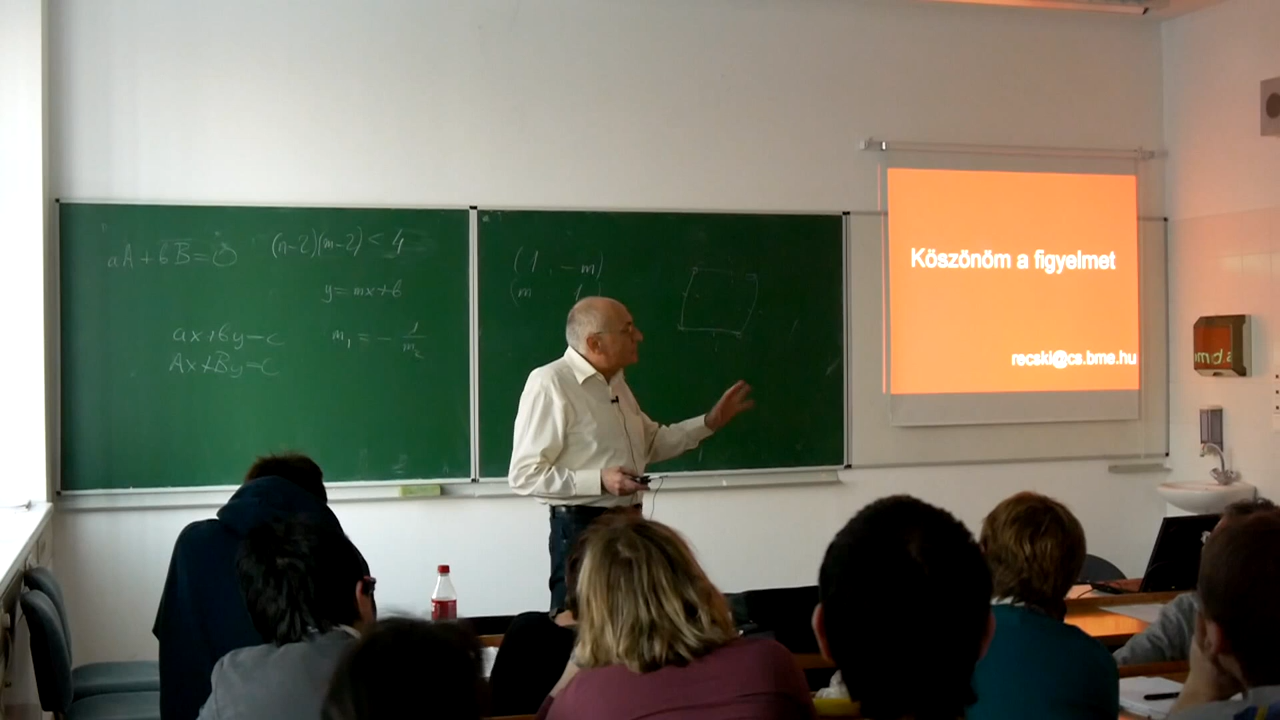 aA+bB=0
(n-2)(m-2) < 4
y=mx+b
ax+by=c
Ax+By=C
m₁ = - 1/m₂
(1, -m)
(m 1
Köszönöm a figyelmet
recski@cs.bme.hu